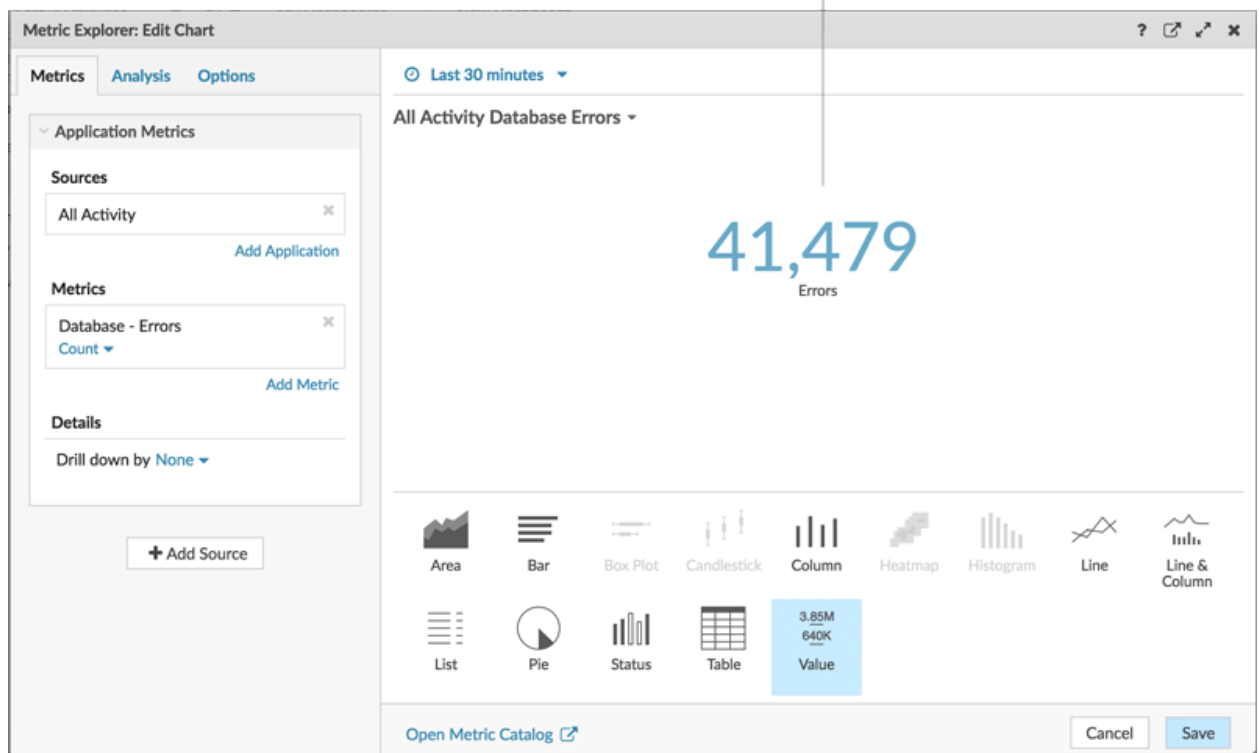 Metric Explorer: Edit Chart ?
Metrics Analysis Options
Last 30 minutes
Application Metrics
All Activity Database Errors
Sources
All Activity
Add Application
41,479
Errors
Metrics
Database - Errors
Count
Add Metric
Details
Drill down by None
Add Source
Area Bar Box Plot Candlestick Column Heatmap Histogram Line Line &
Column
3.85M
640K
List Pie Status Table Value
Open Metric Catalog
Cancel Save